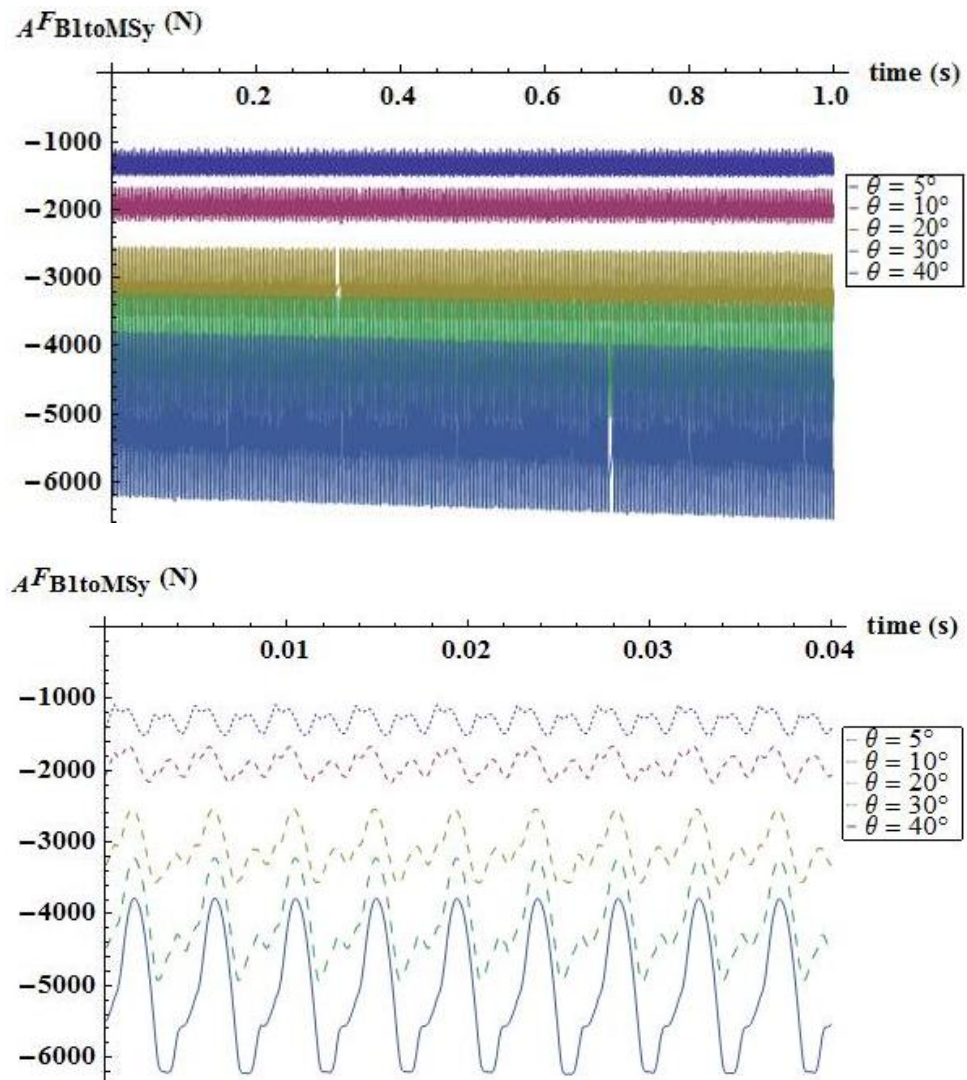 AFB1toMSy (N)
time (s)
0.2 0.4 0.6 0.8 1.0
−1000
−2000
−3000
−4000
−5000
−6000
θ = 5°
θ = 10°
θ = 20°
θ = 30°
θ = 40°
AFB1toMSy (N)
time (s)
0.01 0.02 0.03 0.04
−1000
−2000
−3000
−4000
−5000
−6000
θ = 5°
θ = 10°
θ = 20°
θ = 30°
θ = 40°